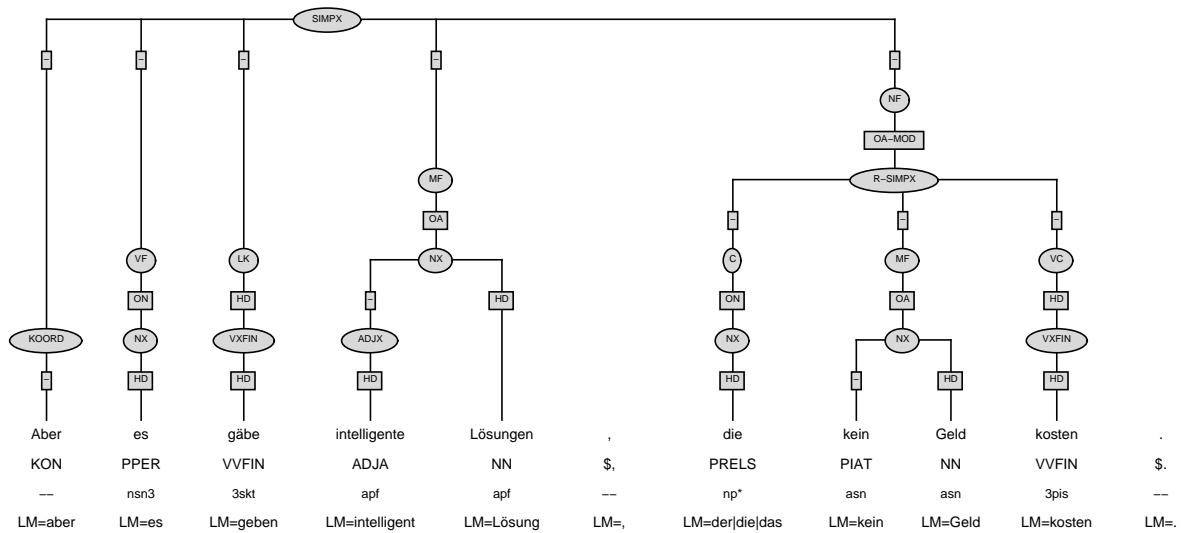 SIMPX
– – – – –
NF
OA–MOD
MF R–SIMPX
OA – – –
VF LK NX C MF VC
ON HD – HD ON OA HD
KOORD NX VXFIN ADJX NX NX VXFIN
– HD HD HD HD – HD HD
Aber es gäbe intelligente Lösungen , die kein Geld kosten .
KON PPER VVFIN ADJA NN $, PRELS PIAT NN VVFIN $.
–– nsn3 3skt apf apf –– np* asn asn 3pis ––
LM=aber LM=es LM=geben LM=intelligent LM=Lösung LM=, LM=der|die|das LM=kein LM=Geld LM=kosten LM=.